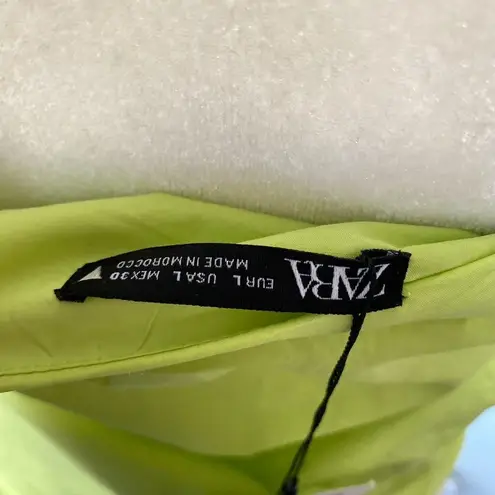 ZARA
EUR L USA L MEX 30
MADE IN MOROCCO